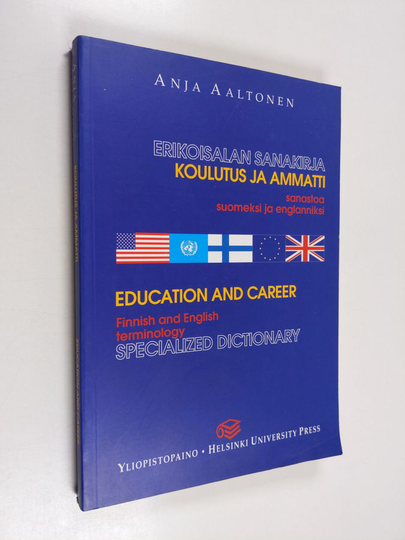 ANJA AALTONEN
ERIKOISALAN SANAKIRJA
KOULUTUS JA AMMATTI
sanastoa
suomeksi ja englanniksi
EDUCATION AND CAREER
Finnish and English
terminology
SPECIALIZED DICTIONARY
YLIOPISTOPAINO • HELSINKI UNIVERSITY PRESS